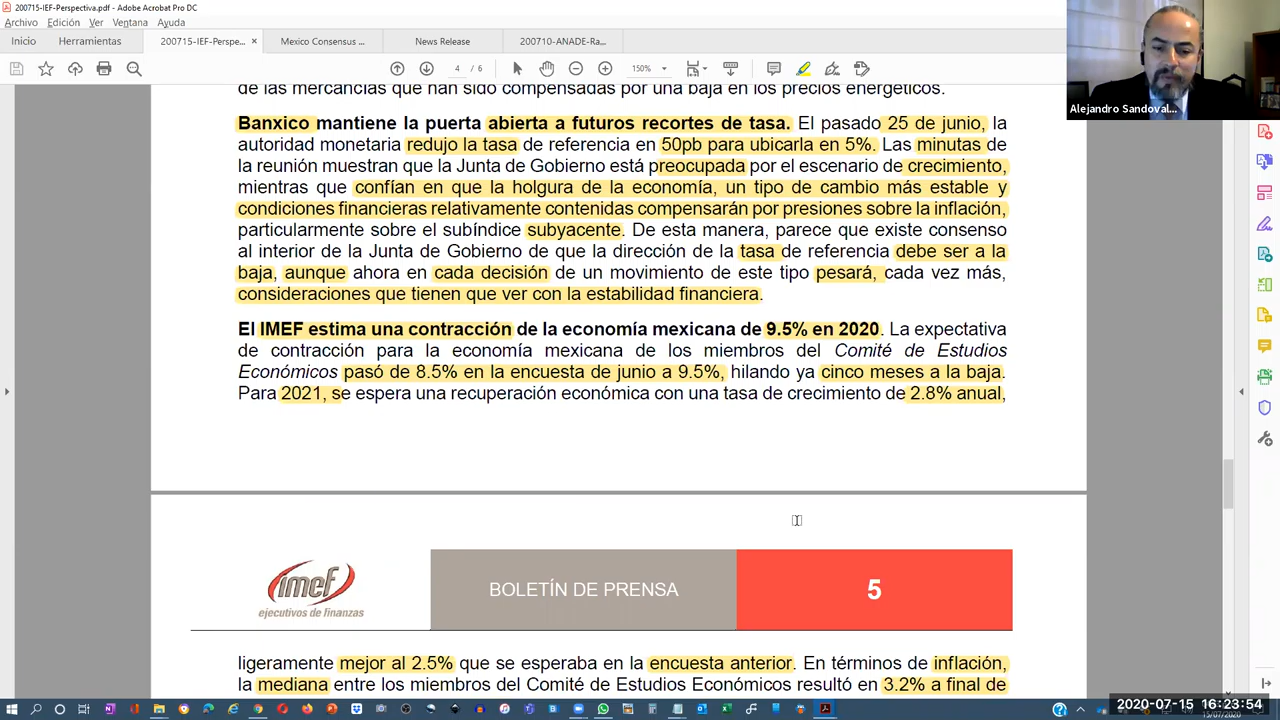 200715-IEF-Perspectiva.pdf - Adobe Acrobat Pro DC
Archivo Edición Ver Ventana Ayuda
Inicio Herramientas 200715-IEF-Perspe... × Mexico Consensus ... News Release 200710-ANADE-Ra...
4 / 6 150%
Alejandro Sandoval...
de las mercancías que han sido compensadas por una baja en los precios energéticos.
Banxico mantiene la puerta abierta a futuros recortes de tasa. El pasado 25 de junio, la
autoridad monetaria redujo la tasa de referencia en 50pb para ubicarla en 5%. Las minutas de
la reunión muestran que la Junta de Gobierno está preocupada por el escenario de crecimiento,
mientras que confían en que la holgura de la economía, un tipo de cambio más estable y
condiciones financieras relativamente contenidas compensarán por presiones sobre la inflación,
particularmente sobre el subíndice subyacente. De esta manera, parece que existe consenso
al interior de la Junta de Gobierno de que la dirección de la tasa de referencia debe ser a la
baja, aunque ahora en cada decisión de un movimiento de este tipo pesará, cada vez más,
consideraciones que tienen que ver con la estabilidad financiera.
El IMEF estima una contracción de la economía mexicana de 9.5% en 2020. La expectativa
de contracción para la economía mexicana de los miembros del Comité de Estudios
Económicos pasó de 8.5% en la encuesta de junio a 9.5%, hilando ya cinco meses a la baja.
Para 2021, se espera una recuperación económica con una tasa de crecimiento de 2.8% anual,
imef
ejecutivos de finanzas
BOLETÍN DE PRENSA
5
ligeramente mejor al 2.5% que se esperaba en la encuesta anterior. En términos de inflación,
la mediana entre los miembros del Comité de Estudios Económicos resultó en 3.2% a final de
2020-07-15 16:23:54
15/07/2020